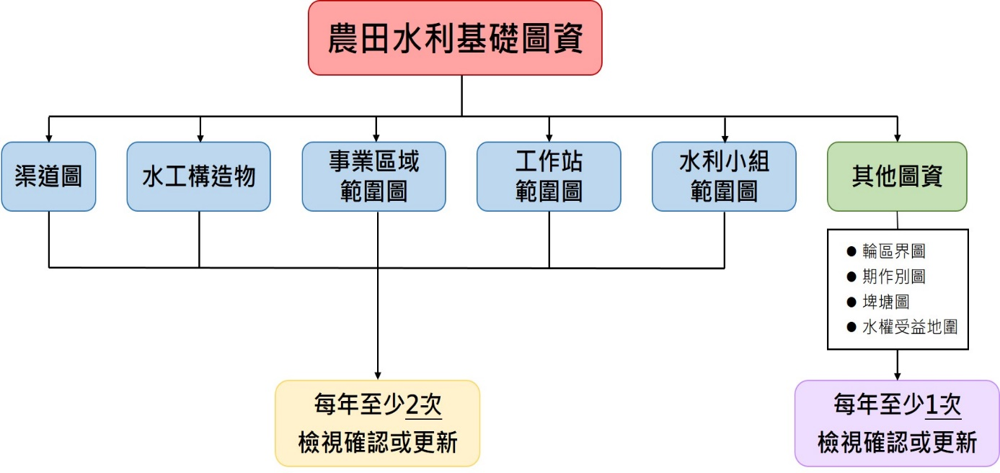 農田水利基礎圖資
渠道圖
水工構造物
事業區域
範圍圖
工作站
範圍圖
水利小組
範圍圖
其他圖資
● 輪區界圖
● 期作別圖
● 埤塘圖
● 水權受益地圍
每年至少2次
檢視確認或更新
每年至少1次
檢視確認或更新